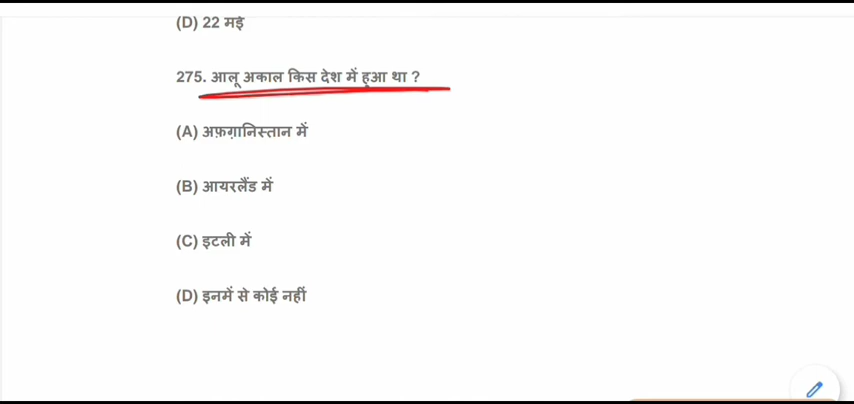 (D) 22 मई
275. आलू अकाल किस देश में हुआ था ?
(A) अफ़ग़ानिस्तान में
(B) आयरलैंड में
(C) इटली में
(D) इनमें से कोई नहीं